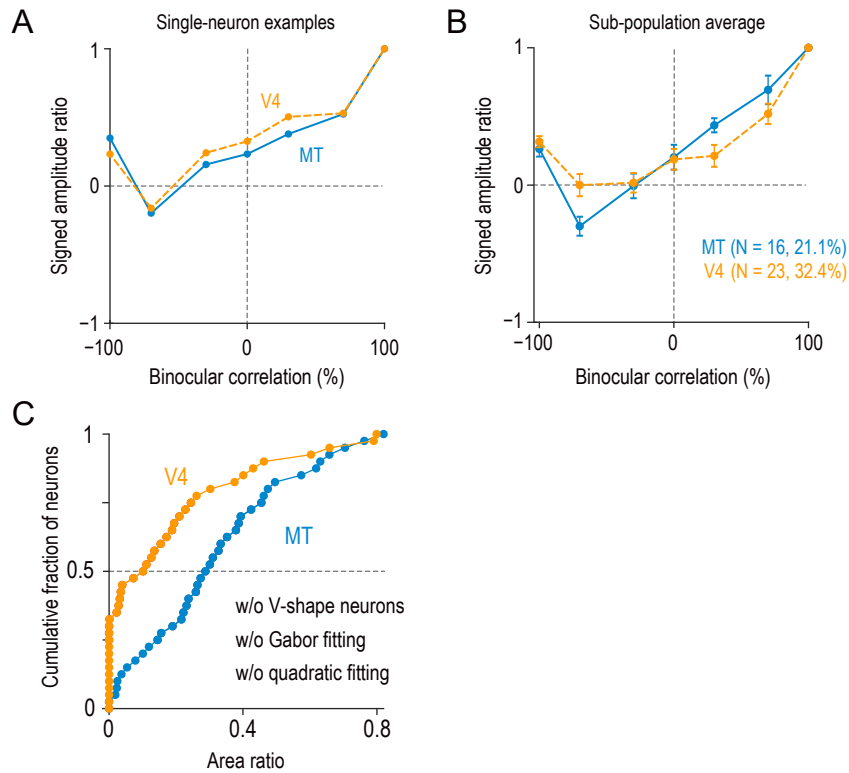 A
Single-neuron examples
1
0
−1
Signed amplitude ratio
V4
MT
−100
0
100
Binocular correlation (%)
B
Sub-population average
1
0
−1
Signed amplitude ratio
MT (N = 16, 21.1%)
V4 (N = 23, 32.4%)
−100
0
100
Binocular correlation (%)
C
1
0.5
0
Cumulative fraction of neurons
V4
MT
w/o V-shape neurons
w/o Gabor fitting
w/o quadratic fitting
0
0.4
0.8
Area ratio